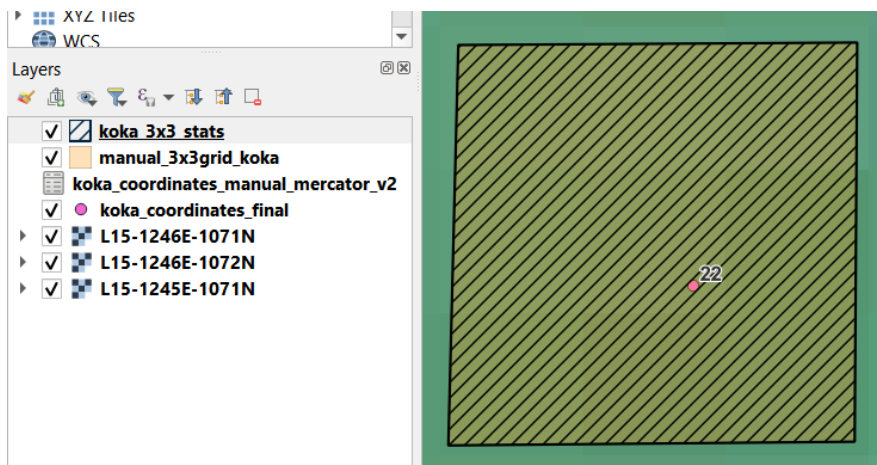 XYZ Tiles
WCS
Layers
koka_3x3_stats
manual_3x3grid_koka
koka_coordinates_manual_mercator_v2
koka_coordinates_final
L15-1246E-1071N
L15-1246E-1072N
L15-1245E-1071N
22